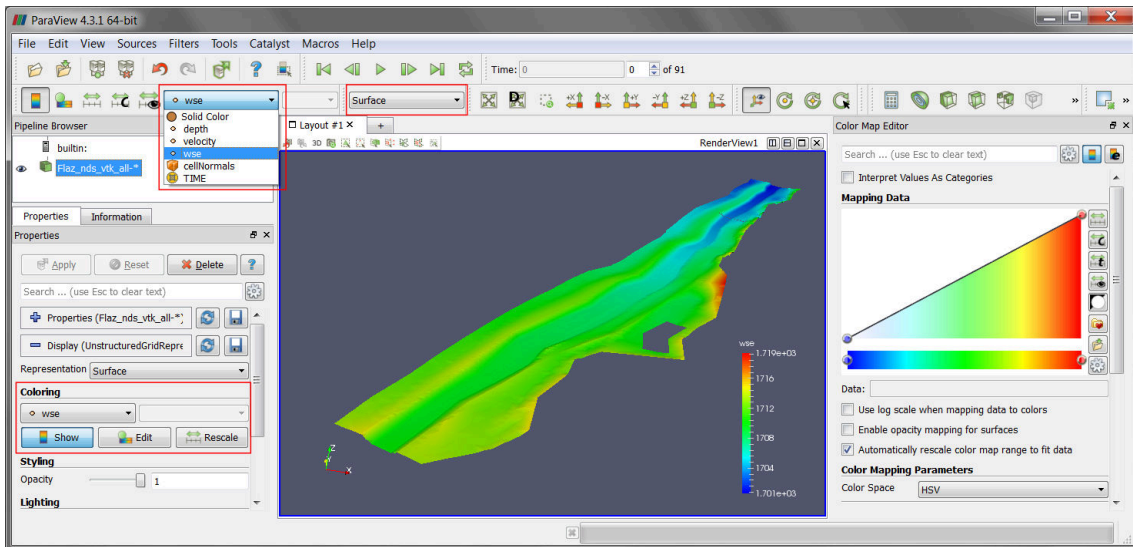 ParaView 4.3.1 64-bit
File Edit View Sources Filters Tools Catalyst Macros Help
Time: 0 0 of 91
wse Surface
Solid Color
depth
velocity
wse
cellNormals
TIME
Pipeline Browser
builtin:
Flaz_nds_vtk_all-*
Properties Information
Properties
Apply Reset Delete ?
Search ... (use Esc to clear text)
Properties (Flaz_nds_vtk_all-*)
Display (UnstructuredGridRepre
Representation Surface
Coloring
wse
Show Edit Rescale
Styling
Opacity 1
Lighting
Layout #1 +
3D RenderView1
Z
X
wse
1.719e+03
1716
1712
1708
1704
1.701e+03
Color Map Editor
Search ... (use Esc to clear text)
Interpret Values As Categories
Mapping Data
Data:
Use log scale when mapping data to colors
Enable opacity mapping for surfaces
Automatically rescale color map range to fit data
Color Mapping Parameters
Color Space HSV